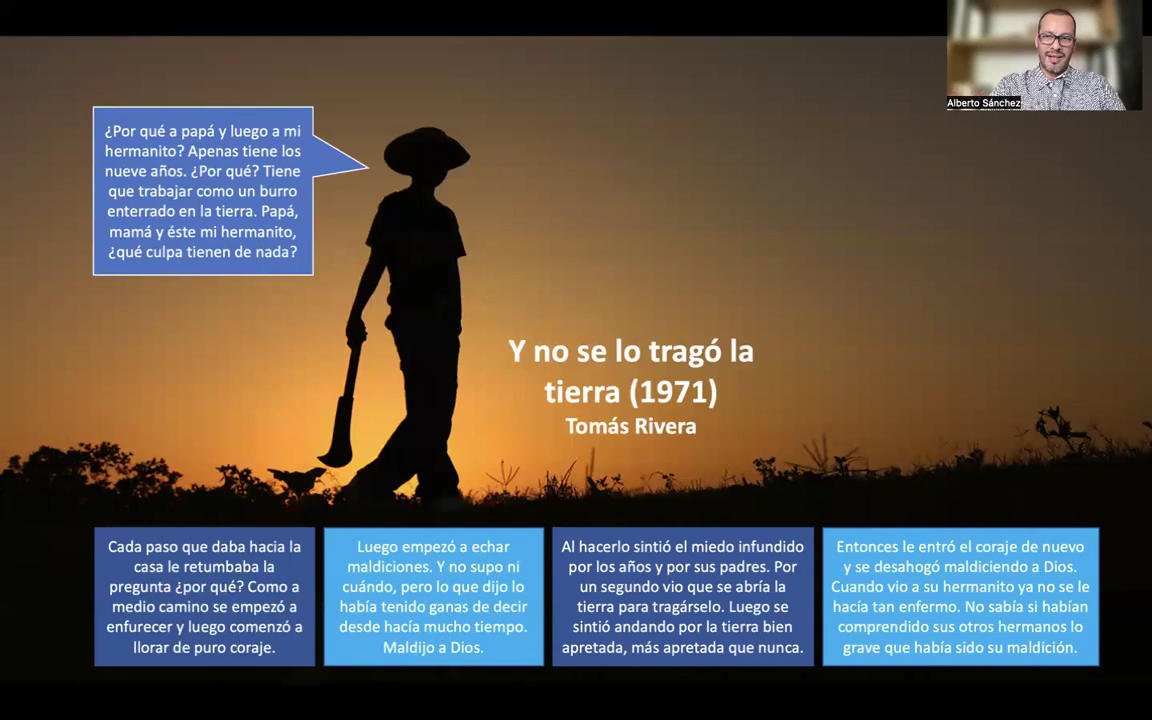 Alberto Sánchez
¿Por qué a papá y luego a mi
hermanito? Apenas tiene los
nueve años. ¿Por qué? Tiene
que trabajar como un burro
enterrado en la tierra. Papá,
mamá y éste mi hermanito,
¿qué culpa tienen de nada?
Y no se lo tragó la
tierra (1971)
Tomás Rivera
Cada paso que daba hacia la
casa le retumbaba la
pregunta ¿por qué? Como a
medio camino se empezó a
enfurecer y luego comenzó a
llorar de puro coraje.
Luego empezó a echar
maldiciones. Y no supo ni
cuándo, pero lo que dijo lo
había tenido ganas de decir
desde hacía mucho tiempo.
Maldijo a Dios.
Al hacerlo sintió el miedo infundido
por los años y por sus padres. Por
un segundo vio que se abría la
tierra para tragárselo. Luego se
sintió andando por la tierra bien
apretada, más apretada que nunca.
Entonces le entró el coraje de nuevo
y se desahogó maldiciendo a Dios.
Cuando vio a su hermanito ya no se le
hacía tan enfermo. No sabía si habían
comprendido sus otros hermanos lo
grave que había sido su maldición.